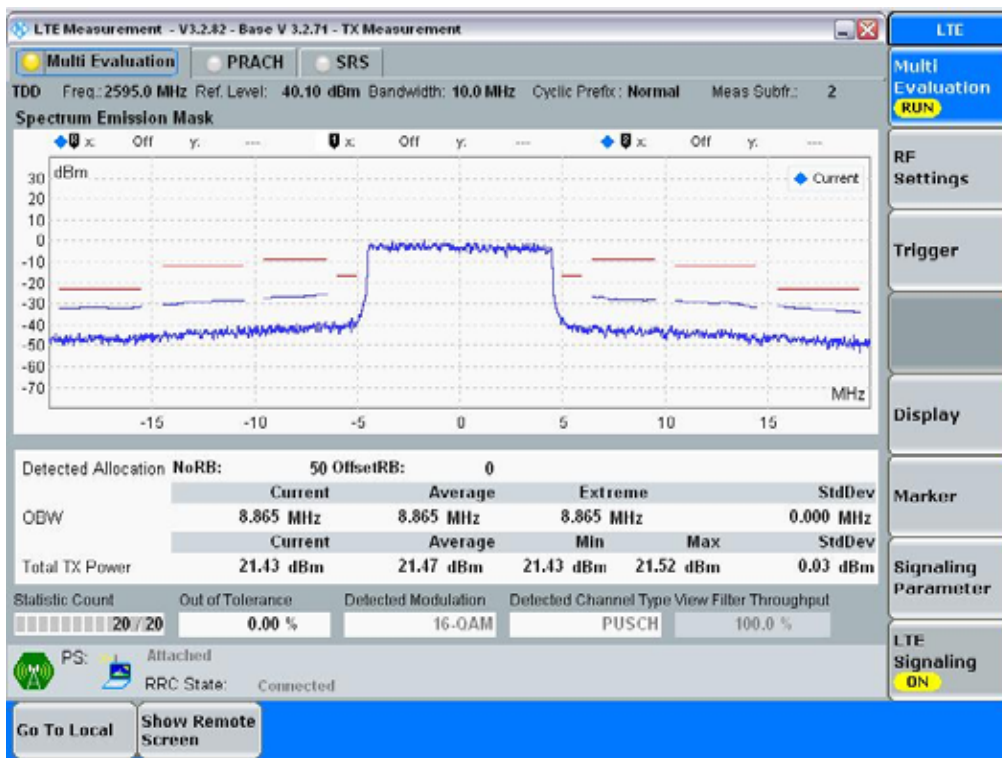 LTE Measurement - V3.2.82 - Base V 3.2.71 - TX Measurement
LTE
Multi Evaluation PRACH SRS
Multi Evaluation RUN
TDD Freq.: 2595.0 MHz Ref. Level: 40.10 dBm Bandwidth: 10.0 MHz Cyclic Prefix: Normal Meas Subfr.: 2
Spectrum Emission Mask
x: Off y: --- 1 x: Off y: --- 2 x: Off y: ---
dBm
Current
30
20
10
0
-10
-20
-30
-40
-50
-60
-70
MHz
-15 -10 -5 0 5 10 15
RF Settings
Trigger
Display
Marker
Signaling Parameter
LTE Signaling ON
Detected Allocation NoRB: 50 OffsetRB: 0
Current Average Extreme StdDev
OBW 8.865 MHz 8.865 MHz 8.865 MHz 0.000 MHz
Current Average Min Max StdDev
Total TX Power 21.43 dBm 21.47 dBm 21.43 dBm 21.52 dBm 0.03 dBm
Statistic Count Out of Tolerance Detected Modulation Detected Channel Type View Filter Throughput
20 / 20 0.00 % 16-QAM PUSCH 100.0 %
PS: Attached
RRC State: Connected
Go To Local
Show Remote Screen